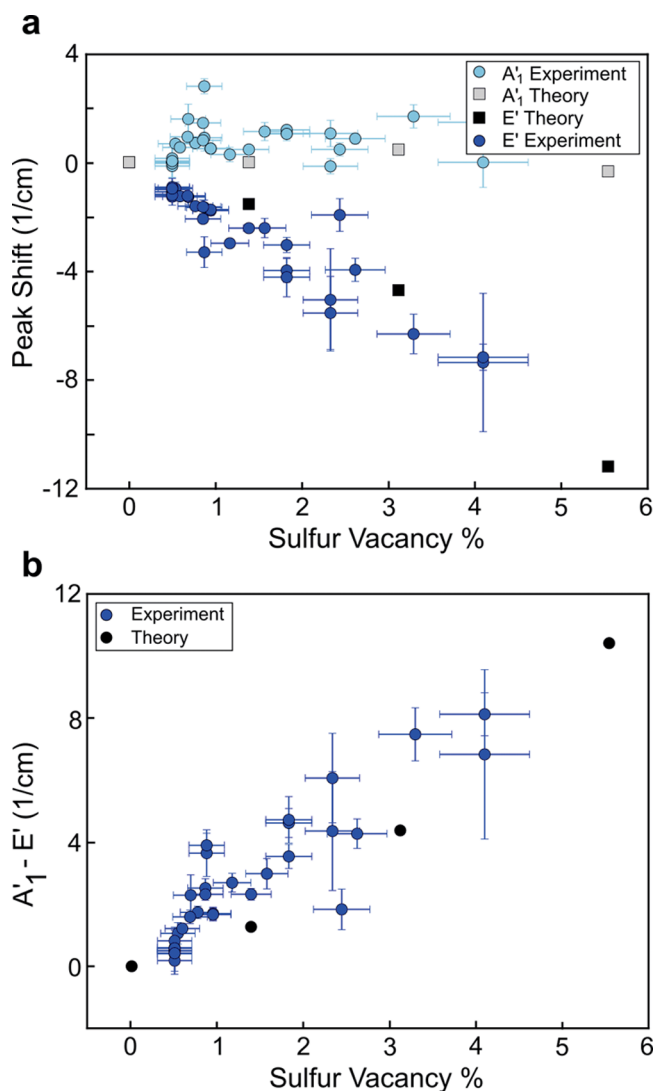 a
4
0
-4
-8
-12
Peak Shift (1/cm)
A'1 Experiment
A'1 Theory
E' Theory
E' Experiment
0 1 2 3 4 5 6
Sulfur Vacancy %
b
12
8
4
0
A'1 - E' (1/cm)
Experiment
Theory
0 1 2 3 4 5 6
Sulfur Vacancy %